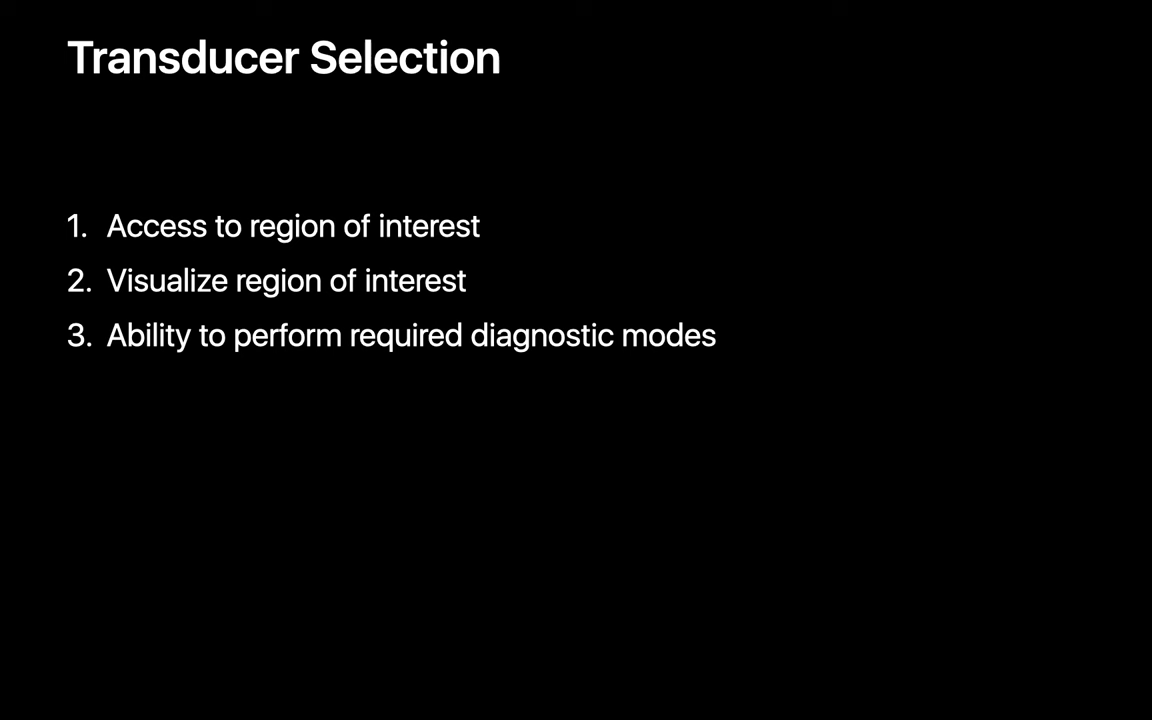 Transducer Selection
1. Access to region of interest
2. Visualize region of interest
3. Ability to perform required diagnostic modes